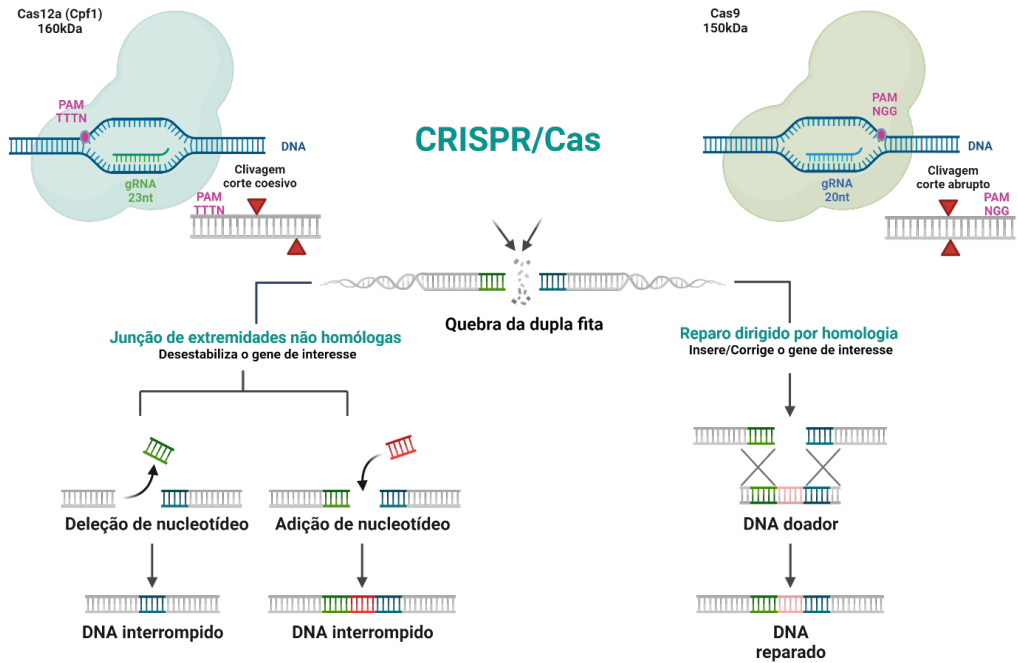 Cas12a (Cpf1)
160kDa
PAM
TTTN
DNA
gRNA
23nt
Clivagem
corte coesivo
PAM
TTTN
CRISPR/Cas
Cas9
150kDa
PAM
NGG
DNA
gRNA
20nt
Clivagem
corte abrupto
PAM
NGG
Quebra da dupla fita
Junção de extremidades não homólogas
Desestabiliza o gene de interesse
Reparo dirigido por homologia
Insere/Corrige o gene de interesse
Deleção de nucleotídeo
Adição de nucleotídeo
DNA doador
DNA interrompido
DNA interrompido
DNA
reparado